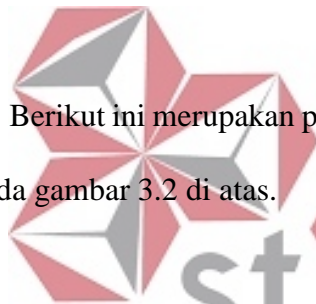 Berikut ini merupakan p
da gambar 3.2 di atas.
st